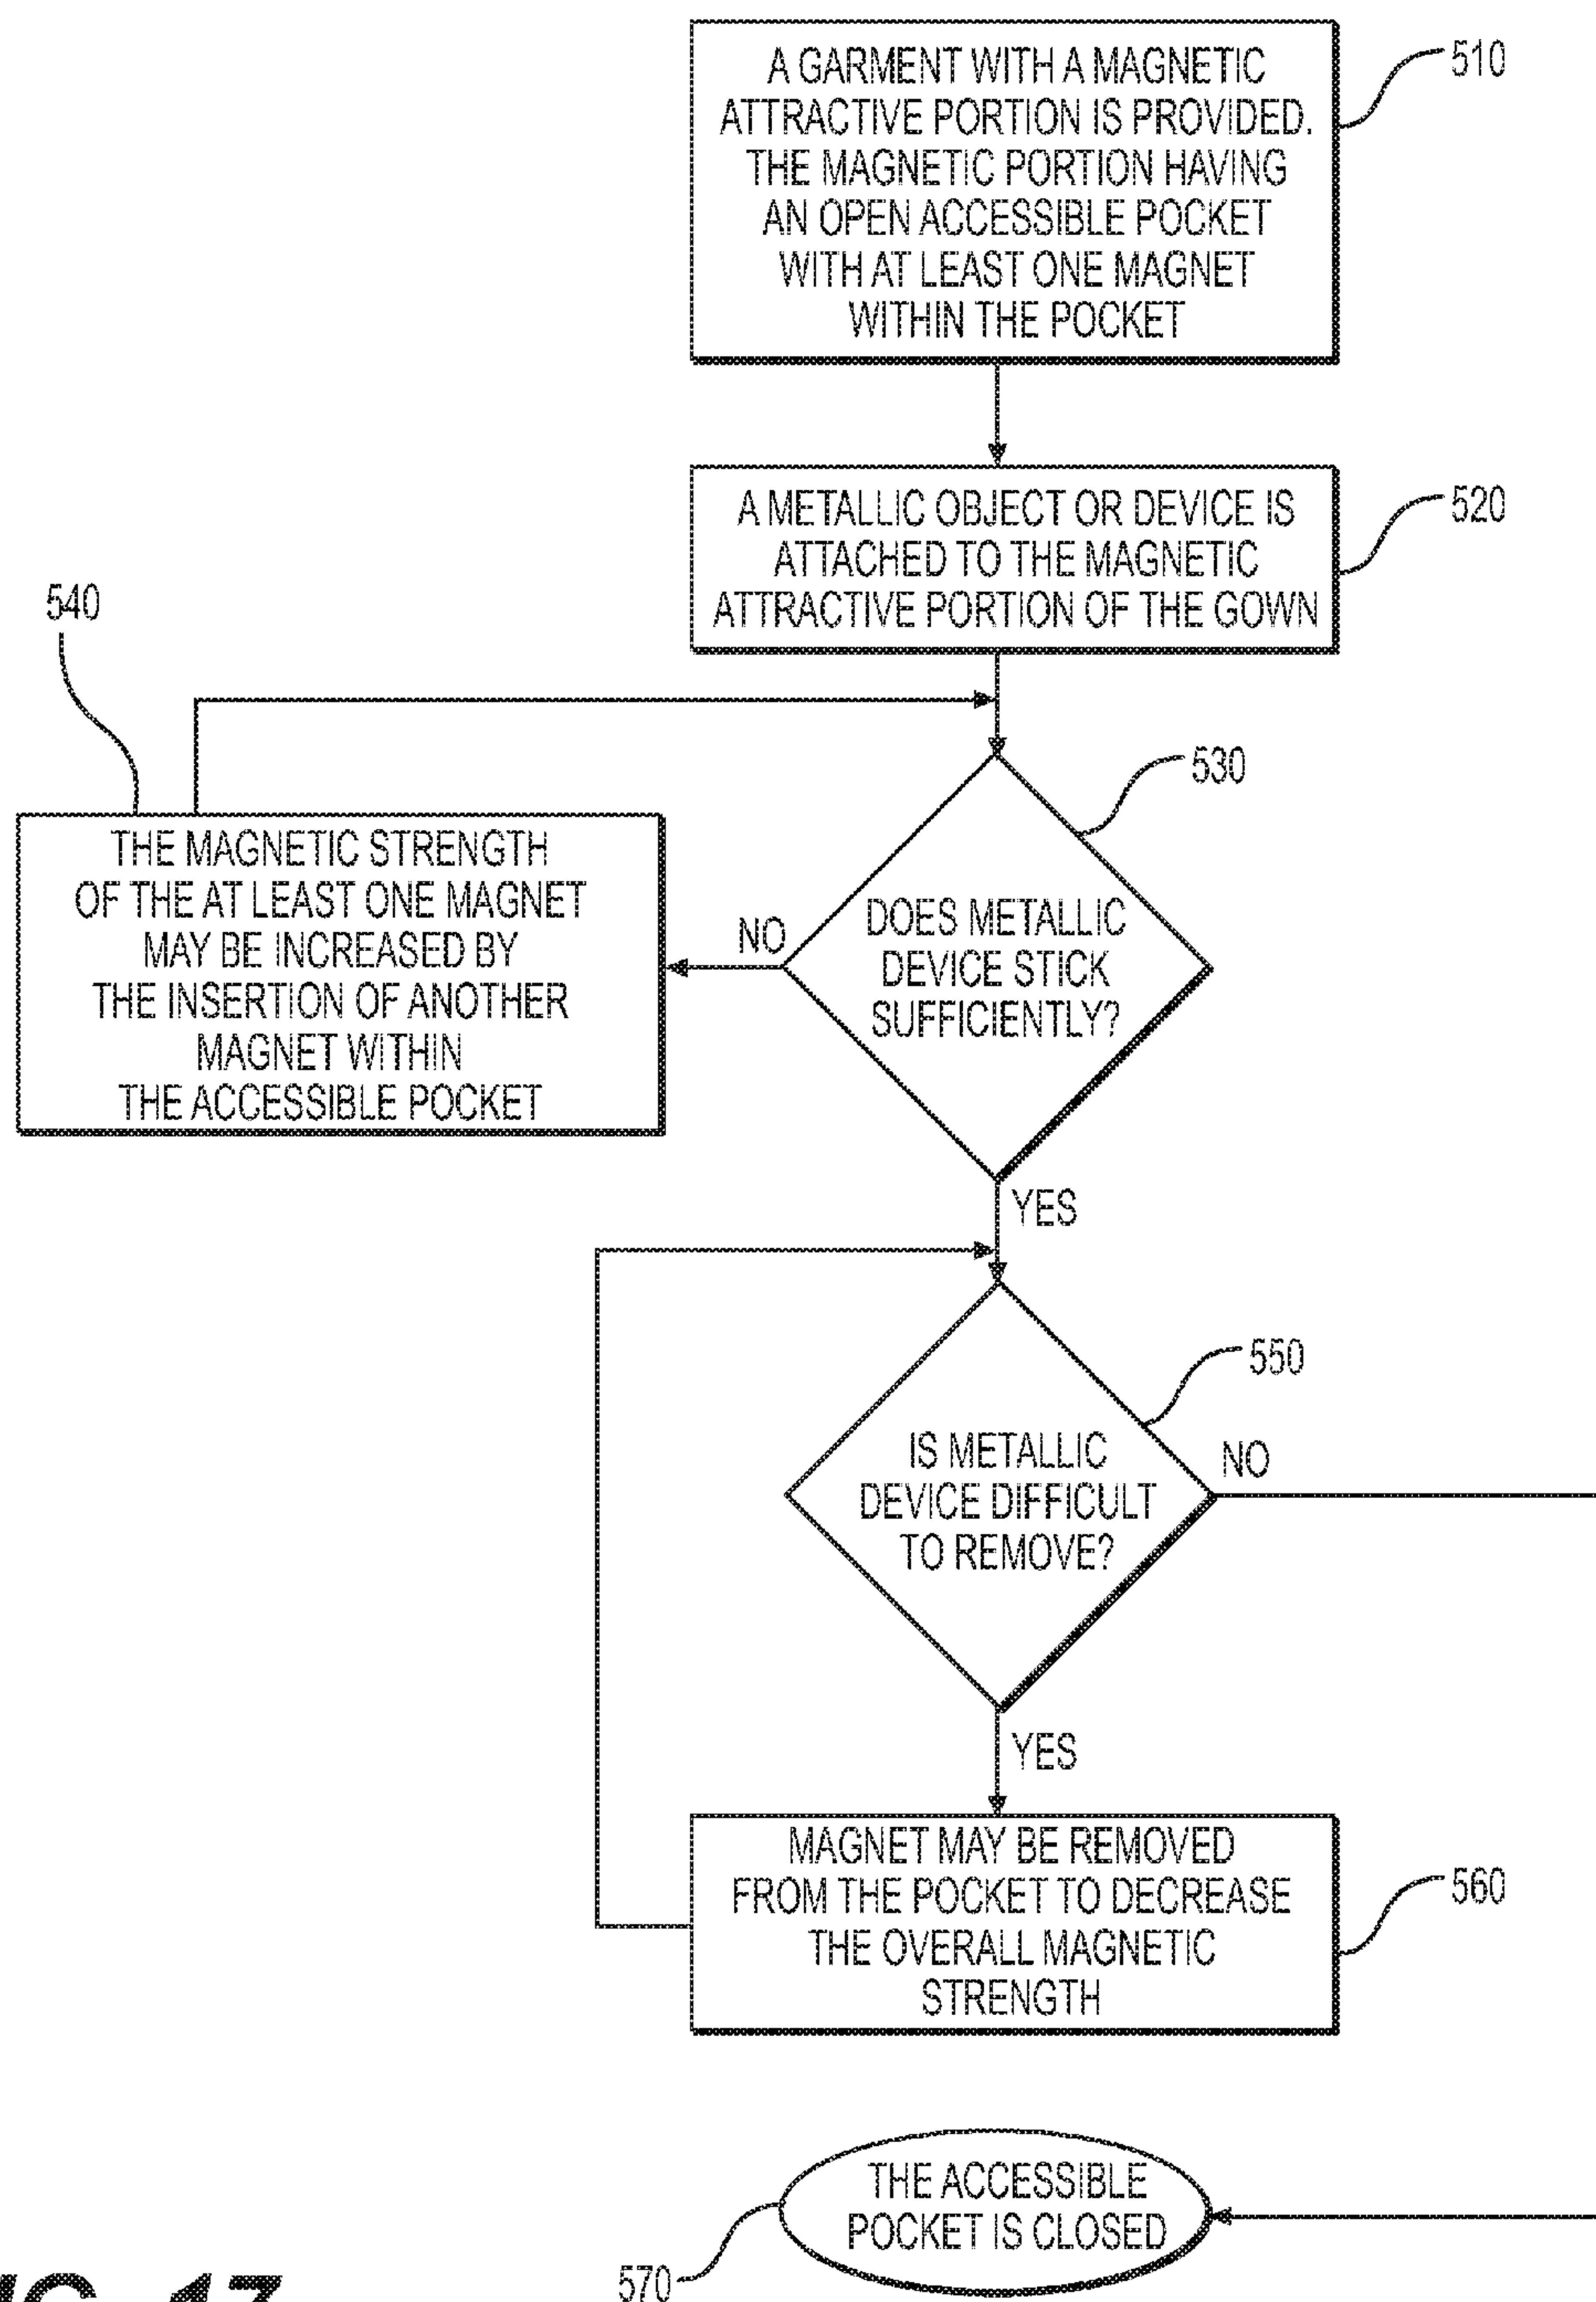 A GARMENT WITH A MAGNETIC
ATTRACTIVE PORTION IS PROVIDED.
THE MAGNETIC PORTION HAVING
AN OPEN ACCESSIBLE POCKET
WITH AT LEAST ONE MAGNET
WITHIN THE POCKET
510
A METALLIC OBJECT OR DEVICE IS
ATTACHED TO THE MAGNETIC
ATTRACTIVE PORTION OF THE GOWN
520
540
THE MAGNETIC STRENGTH
OF THE AT LEAST ONE MAGNET
MAY BE INCREASED BY
THE INSERTION OF ANOTHER
MAGNET WITHIN
THE ACCESSIBLE POCKET
NO
530
DOES METALLIC
DEVICE STICK
SUFFICIENTLY?
YES
550
IS METALLIC
DEVICE DIFFICULT
TO REMOVE?
NO
YES
MAGNET MAY BE REMOVED
FROM THE POCKET TO DECREASE
THE OVERALL MAGNETIC
STRENGTH
560
THE ACCESSIBLE
POCKET IS CLOSED
570